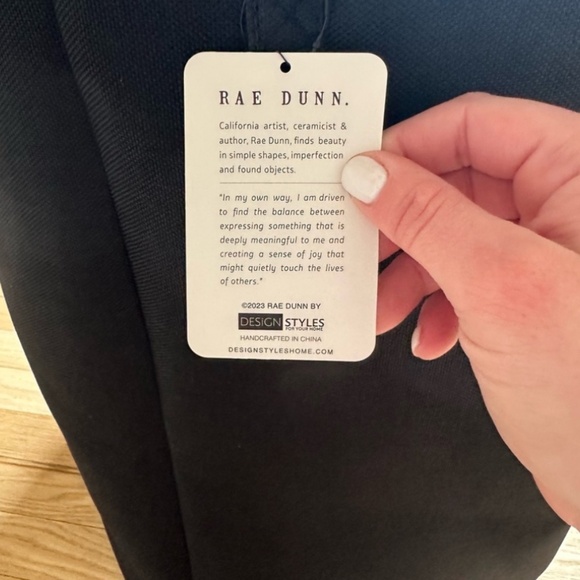 RAE DUNN.
California artist, ceramicist &
author, Rae Dunn, finds beauty
in simple shapes, imperfection
and found objects.
"In my own way, I am driven
to find the balance between
expressing something that is
deeply meaningful to me and
creating a sense of joy that
might quietly touch the lives
of others."
©2023 RAE DUNN BY
DESIGN STYLES
FOR YOUR HOME
HANDCRAFTED IN CHINA
DESIGNSTYLESHOME.COM